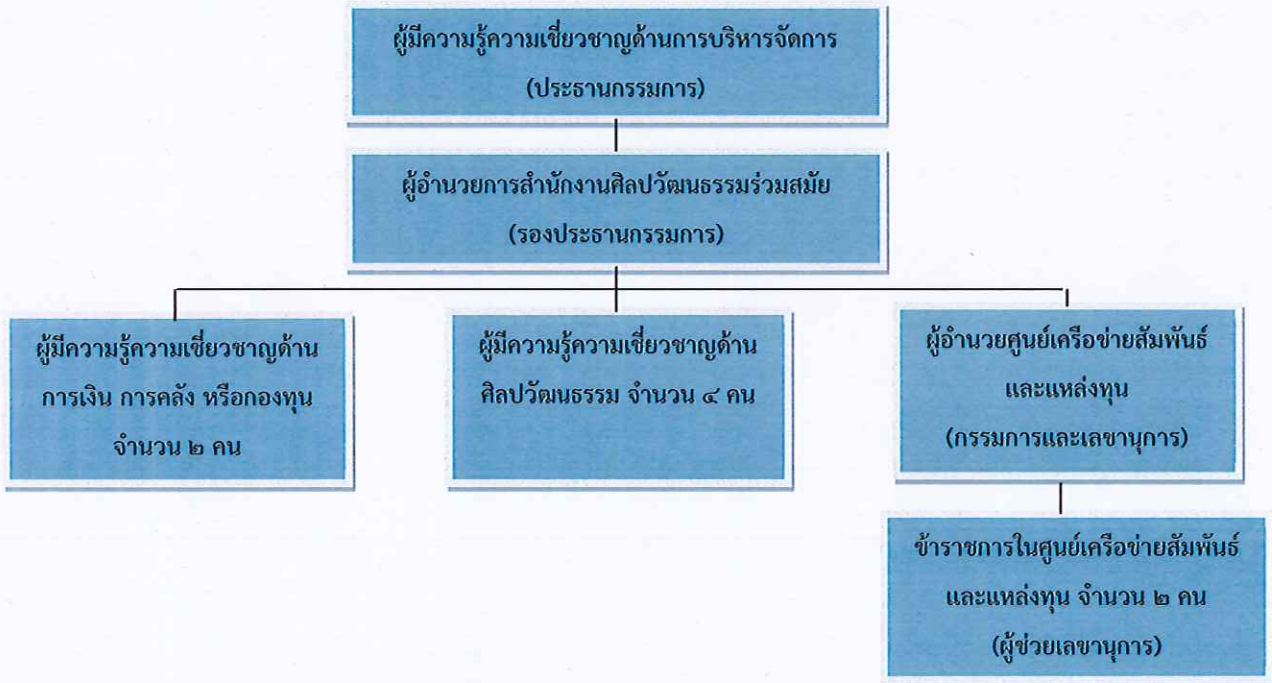 ผู้มีความรู้ความเชี่ยวชาญด้านการบริหารจัดการ
(ประธานกรรมการ)
ผู้อำนวยการสำนักงานศิลปวัฒนธรรมร่วมสมัย
(รองประธานกรรมการ)
ผู้มีความรู้ความเชี่ยวชาญด้าน
การเงิน การคลัง หรือกองทุน
จำนวน ๒ คน
ผู้มีความรู้ความเชี่ยวชาญด้าน
ศิลปวัฒนธรรม จำนวน ๔ คน
ผู้อำนวยศูนย์เครือข่ายสัมพันธ์
และแหล่งทุน
(กรรมการและเลขานุการ)
ข้าราชการในศูนย์เครือข่ายสัมพันธ์
และแหล่งทุน จำนวน ๒ คน
(ผู้ช่วยเลขานุการ)